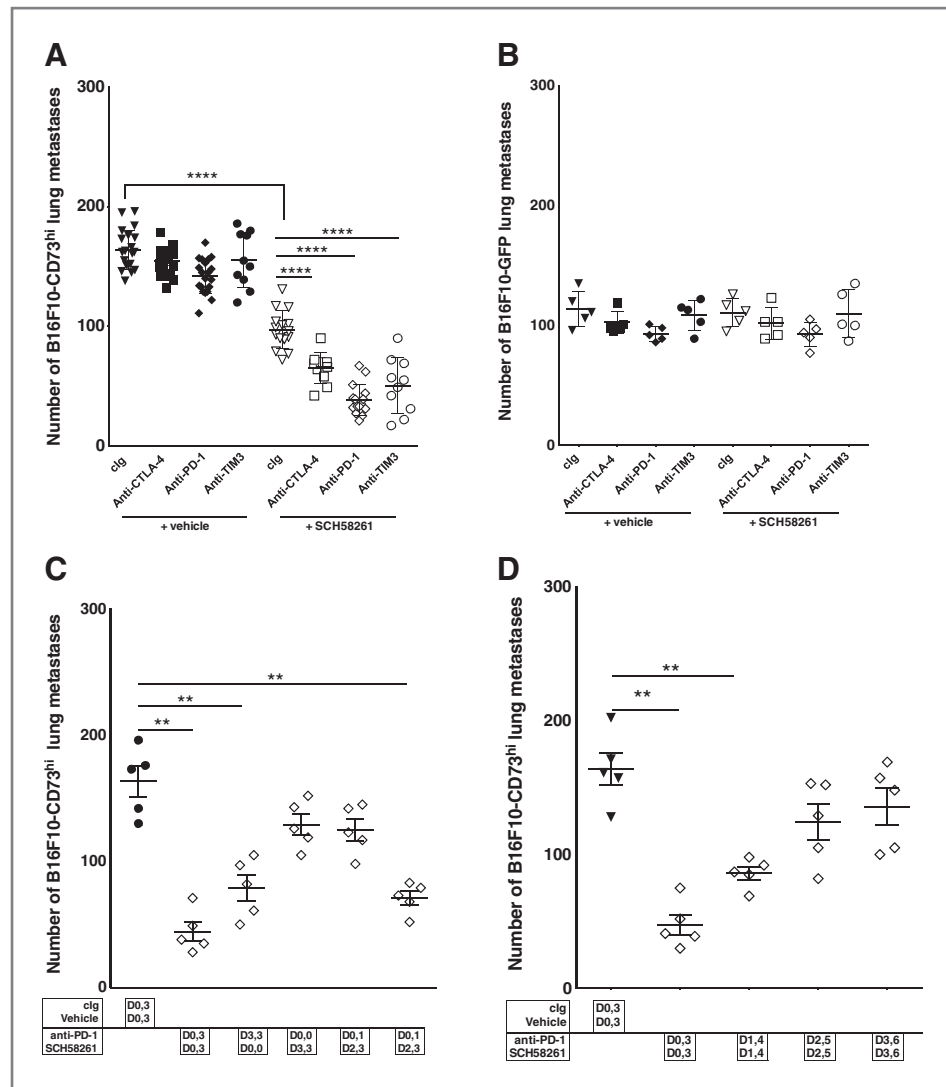 A
Number of B16F10-CD73hi lung metastases
300
200
100
0
****
****
****
****
cIg
Anti-CTLA-4
Anti-PD-1
Anti-TIM3
cIg
Anti-CTLA-4
Anti-PD-1
Anti-TIM3
+ vehicle
+ SCH58261
B
Number of B16F10-GFP lung metastases
300
200
100
0
cIg
Anti-CTLA-4
Anti-PD-1
Anti-TIM3
cIg
Anti-CTLA-4
Anti-PD-1
Anti-TIM3
+ vehicle
+ SCH58261
C
Number of B16F10-CD73hi lung metastases
300
200
100
0
**
**
**
cIg D0,3
Vehicle D0,3
anti-PD-1 D0,3 D3,3 D0,0 D0,1 D0,1
SCH58261 D0,3 D0,0 D3,3 D2,3 D2,3
D
Number of B16F10-CD73hi lung metastases
300
200
100
0
**
**
cIg D0,3
Vehicle D0,3
anti-PD-1 D0,3 D1,4 D2,5 D3,6
SCH58261 D0,3 D1,4 D2,5 D3,6